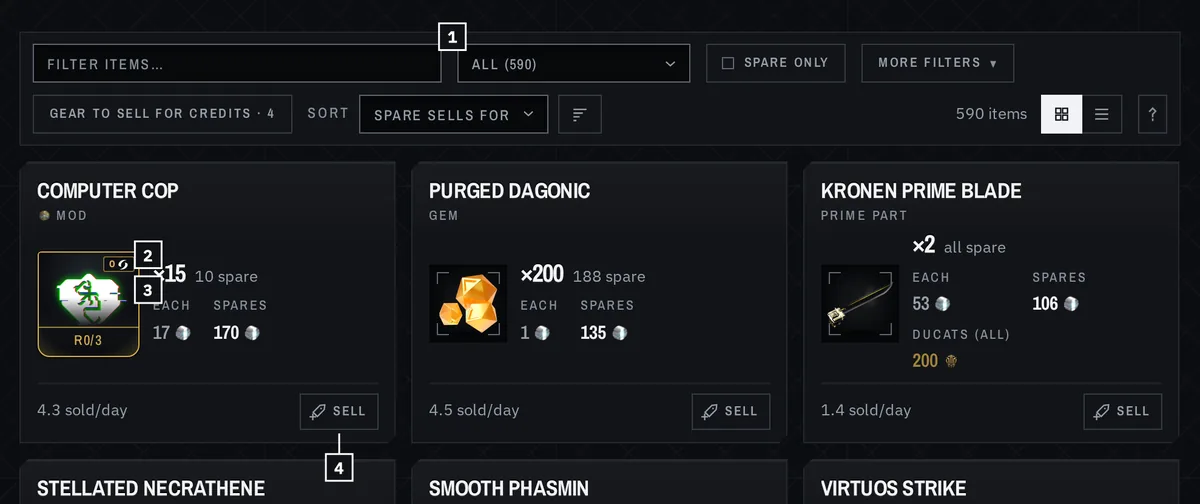 1
FILTER ITEMS...
ALL (590)
SPARE ONLY
MORE FILTERS ▾
GEAR TO SELL FOR CREDITS · 4
SORT
SPARE SELLS FOR
590 items
?
COMPUTER COP
MOD
0
2
3
R0/3
×15 10 spare
EACH SPARES
17 170
4.3 sold/day
SELL
4
PURGED DAGONIC
GEM
×200 188 spare
EACH SPARES
1 135
4.5 sold/day
SELL
KRONEN PRIME BLADE
PRIME PART
×2 all spare
EACH SPARES
53 106
DUCATS (ALL)
200
1.4 sold/day
SELL
STELLATED NECRATHENE
SMOOTH PHASMIN
VIRTUOS STRIKE